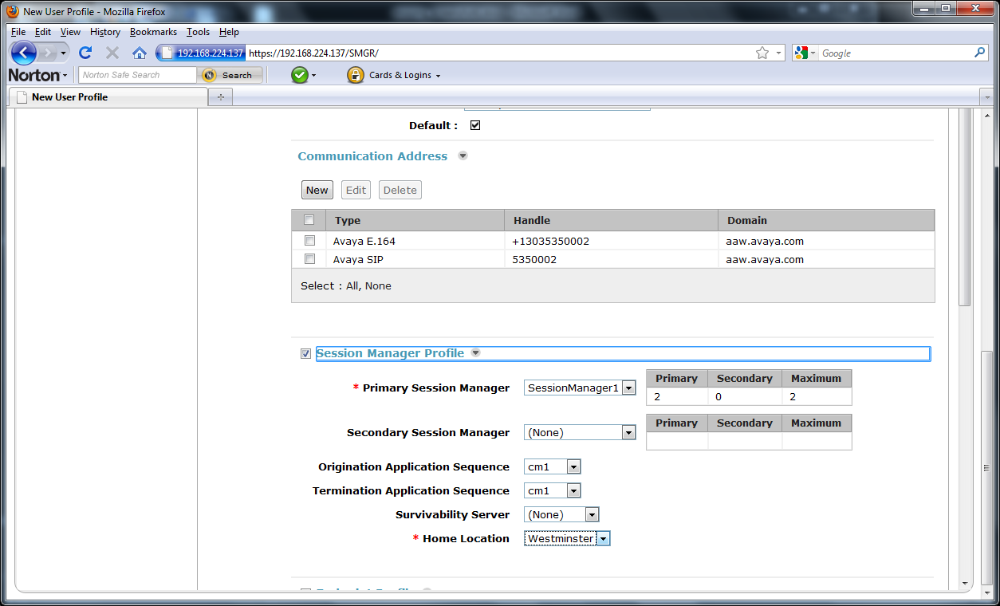 New User Profile - Mozilla Firefox
File Edit View History Bookmarks Tools Help
192.168.224.137 https://192.168.224.137/SMGR/ Google
Norton Norton Safe Search Search Cards & Logins
New User Profile
Default :
Communication Address
New Edit Delete
Type Handle Domain
Avaya E.164 +13035350002 aaw.avaya.com
Avaya SIP 5350002 aaw.avaya.com
Select : All, None
Session Manager Profile
Primary Secondary Maximum
* Primary Session Manager SessionManager1
2 0 2
Primary Secondary Maximum
Secondary Session Manager (None)
Origination Application Sequence cm1
Termination Application Sequence cm1
Survivability Server (None)
* Home Location Westminster